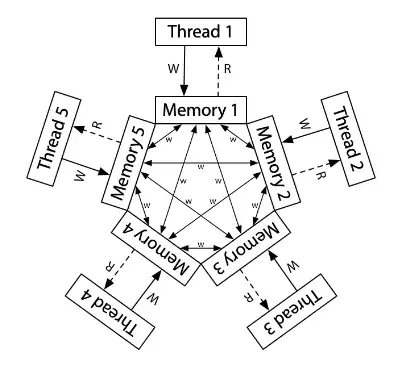 Thread 1
W
R
Memory 1
Thread 5
R
W
Memory 5
Memory 2
W
R
Thread 2
w
w
w
w
w
w
w
w
w
w
Memory 4
Memory 3
R
W
Thread 4
W
R
Thread 3